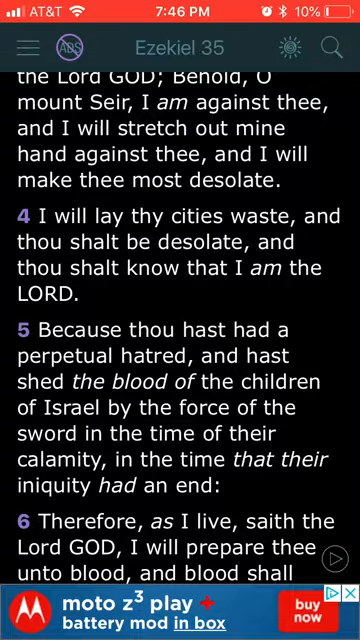 AT&T 7:46 PM 10%
ADS Ezekiel 35
the Lord GOD; Behold, O
mount Seir, I am against thee,
and I will stretch out mine
hand against thee, and I will
make thee most desolate.
4 I will lay thy cities waste, and
thou shalt be desolate, and
thou shalt know that I am the
LORD.
5 Because thou hast had a
perpetual hatred, and hast
shed the blood of the children
of Israel by the force of the
sword in the time of their
calamity, in the time that their
iniquity had an end:
6 Therefore, as I live, saith the
Lord GOD, I will prepare thee
unto blood, and blood shall
moto z³ play +
battery mod in box
buy
now